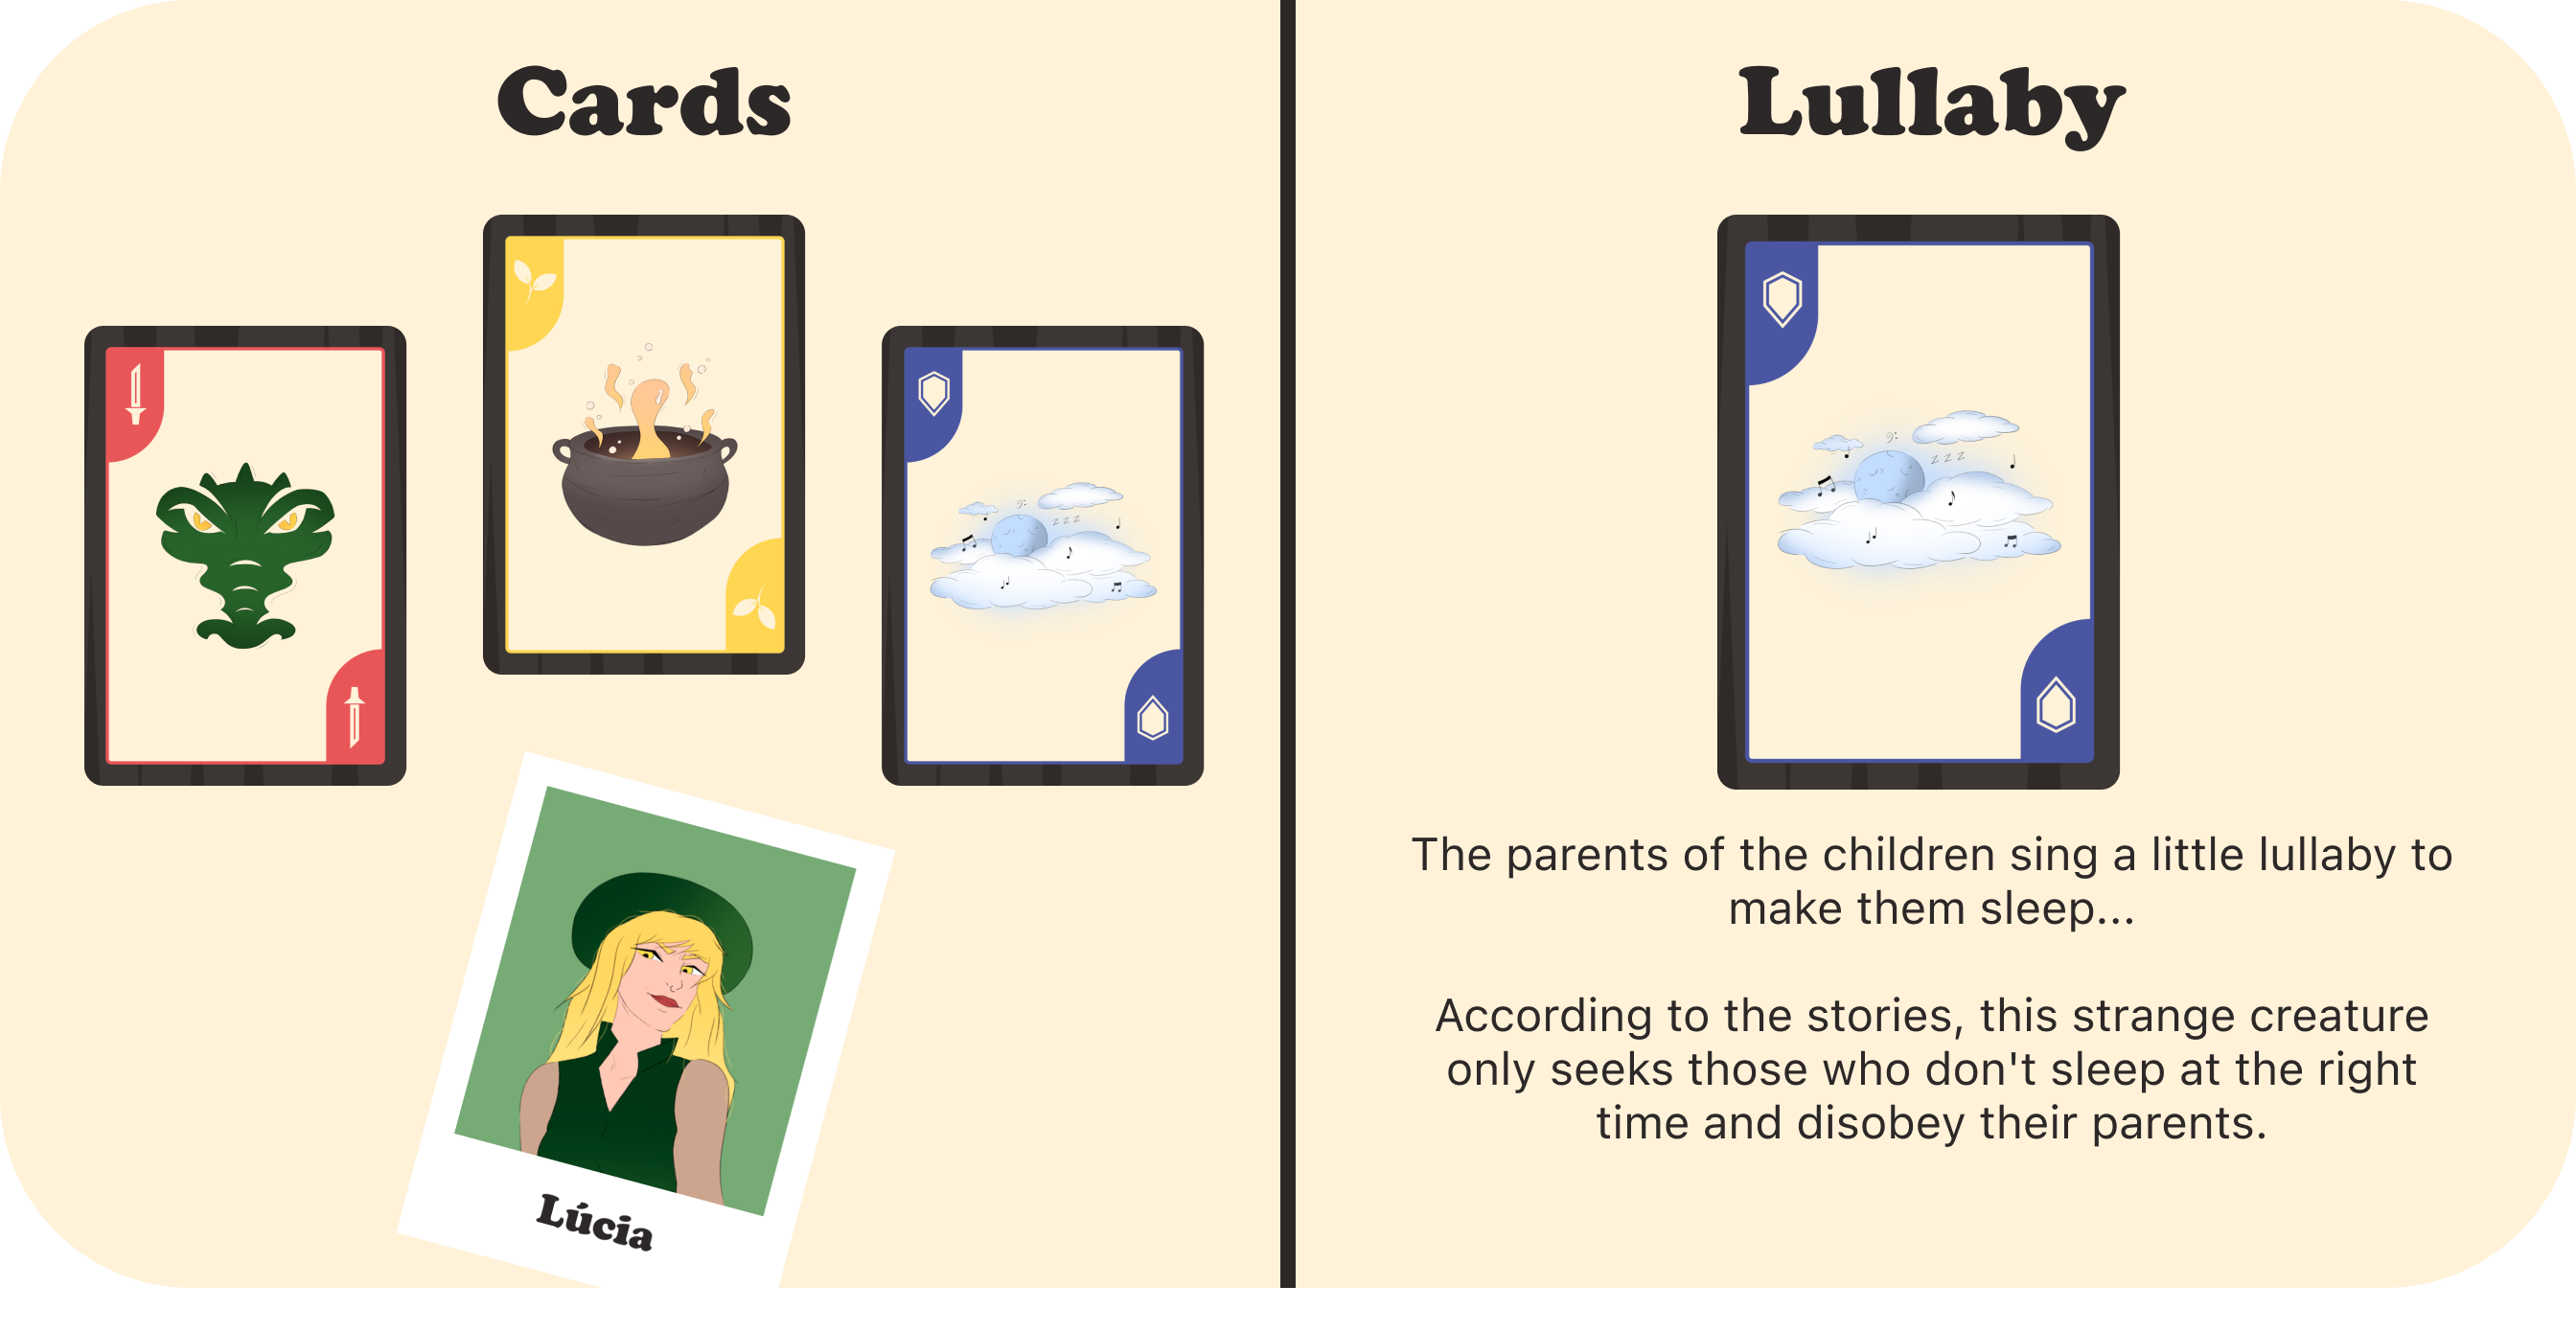 Cards
Lúcia
Lullaby
z z z
The parents of the children sing a little lullaby to
make them sleep...
According to the stories, this strange creature
only seeks those who don't sleep at the right
time and disobey their parents.